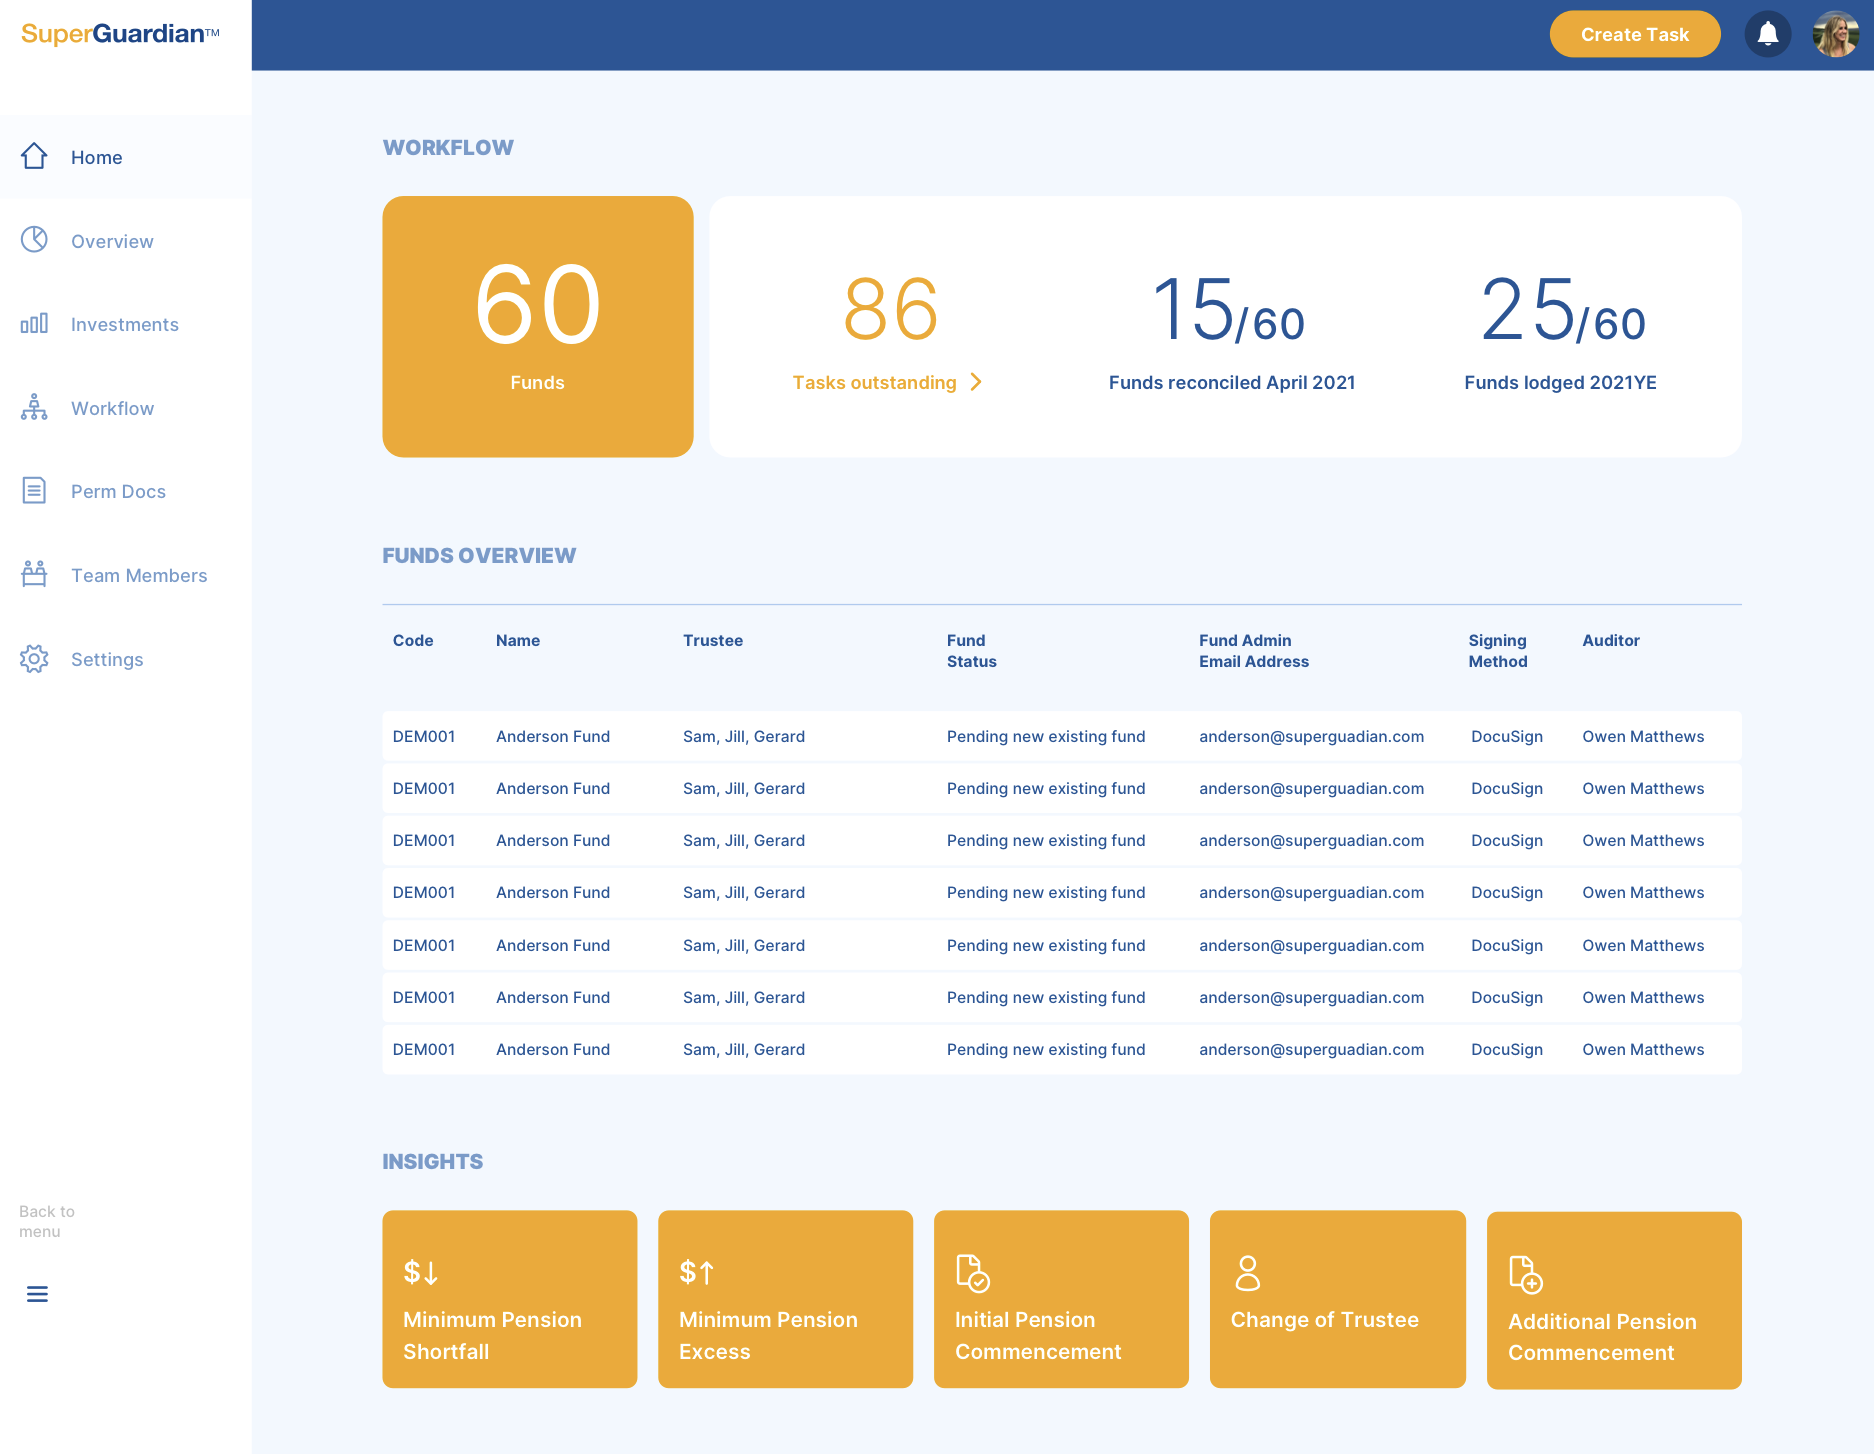 SuperGuardian™
Create Task
Home
Overview
Investments
Workflow
Perm Docs
Team Members
Settings
Back to
menu
WORKFLOW
60
Funds
86
Tasks outstanding
15/60
Funds reconciled April 2021
25/60
Funds lodged 2021YE
FUNDS OVERVIEW
Code Name Trustee Fund Status Fund Admin Email Address Signing Method Auditor
DEM001 Anderson Fund Sam, Jill, Gerard Pending new existing fund anderson@superguadian.com DocuSign Owen Matthews
DEM001 Anderson Fund Sam, Jill, Gerard Pending new existing fund anderson@superguadian.com DocuSign Owen Matthews
DEM001 Anderson Fund Sam, Jill, Gerard Pending new existing fund anderson@superguadian.com DocuSign Owen Matthews
DEM001 Anderson Fund Sam, Jill, Gerard Pending new existing fund anderson@superguadian.com DocuSign Owen Matthews
DEM001 Anderson Fund Sam, Jill, Gerard Pending new existing fund anderson@superguadian.com DocuSign Owen Matthews
DEM001 Anderson Fund Sam, Jill, Gerard Pending new existing fund anderson@superguadian.com DocuSign Owen Matthews
DEM001 Anderson Fund Sam, Jill, Gerard Pending new existing fund anderson@superguadian.com DocuSign Owen Matthews
INSIGHTS
$↓
Minimum Pension
Shortfall
$↑
Minimum Pension
Excess
Initial Pension
Commencement
Change of Trustee
Additional Pension
Commencement